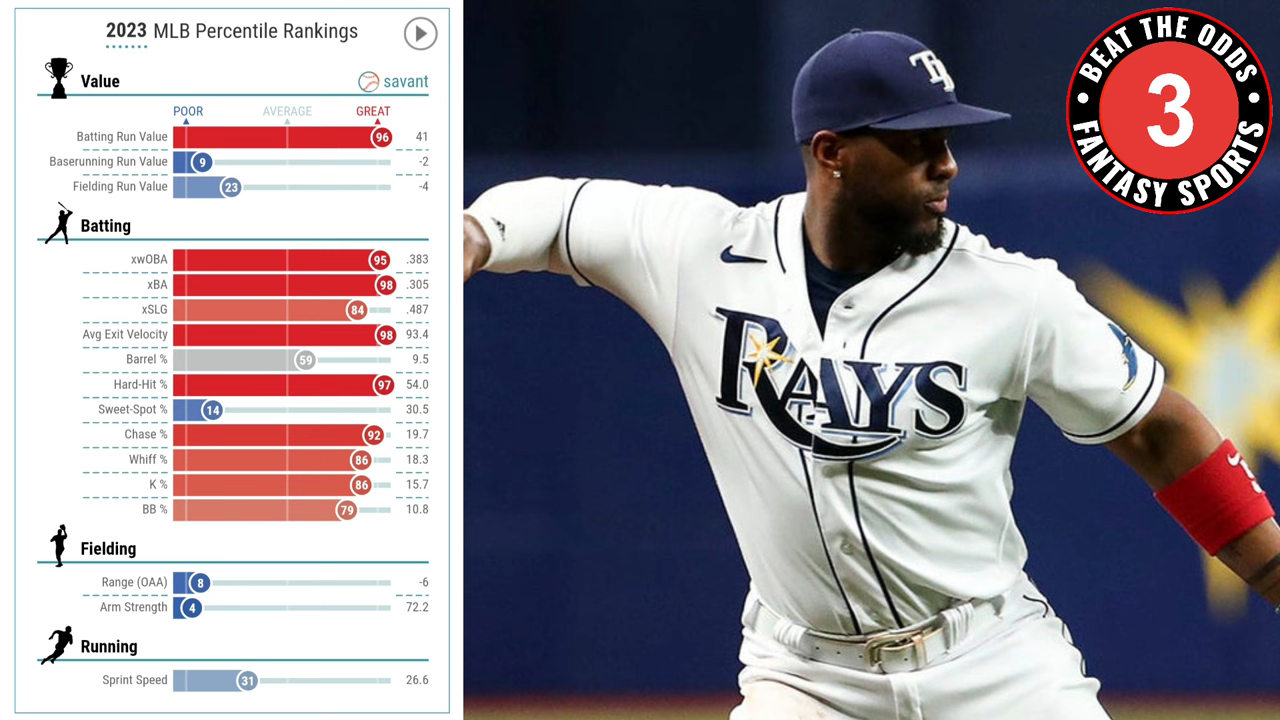 2023 MLB Percentile Rankings
Value
savant
POOR AVERAGE GREAT
Batting Run Value 96 41
Baserunning Run Value 9 -2
Fielding Run Value 23 -4
Batting
xwOBA 95 .383
xBA 98 .305
xSLG 84 .487
Avg Exit Velocity 98 93.4
Barrel % 59 9.5
Hard-Hit % 97 54.0
Sweet-Spot % 14 30.5
Chase % 92 19.7
Whiff % 86 18.3
K % 86 15.7
BB % 79 10.8
Fielding
Range (OAA) 8 -6
Arm Strength 4 72.2
Running
Sprint Speed 31 26.6
TB
RAYS
BEAT THE ODDS
3
FANTASY SPORTS